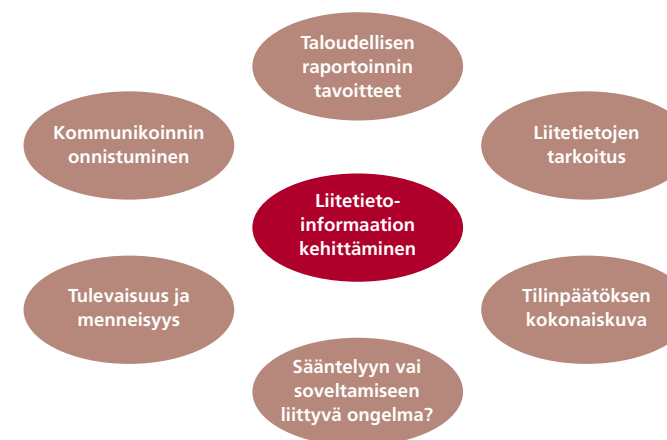 Taloudellisen
raportoinnin
tavoitteet
Kommunikoinnin
onnistuminen
Liitetietojen
tarkoitus
Liitetieto-
informaation
kehittäminen
Tulevaisuus ja
menneisyys
Tilinpäätöksen
kokonaiskuva
Sääntelyyn vai
soveltamiseen
liittyvä ongelma?